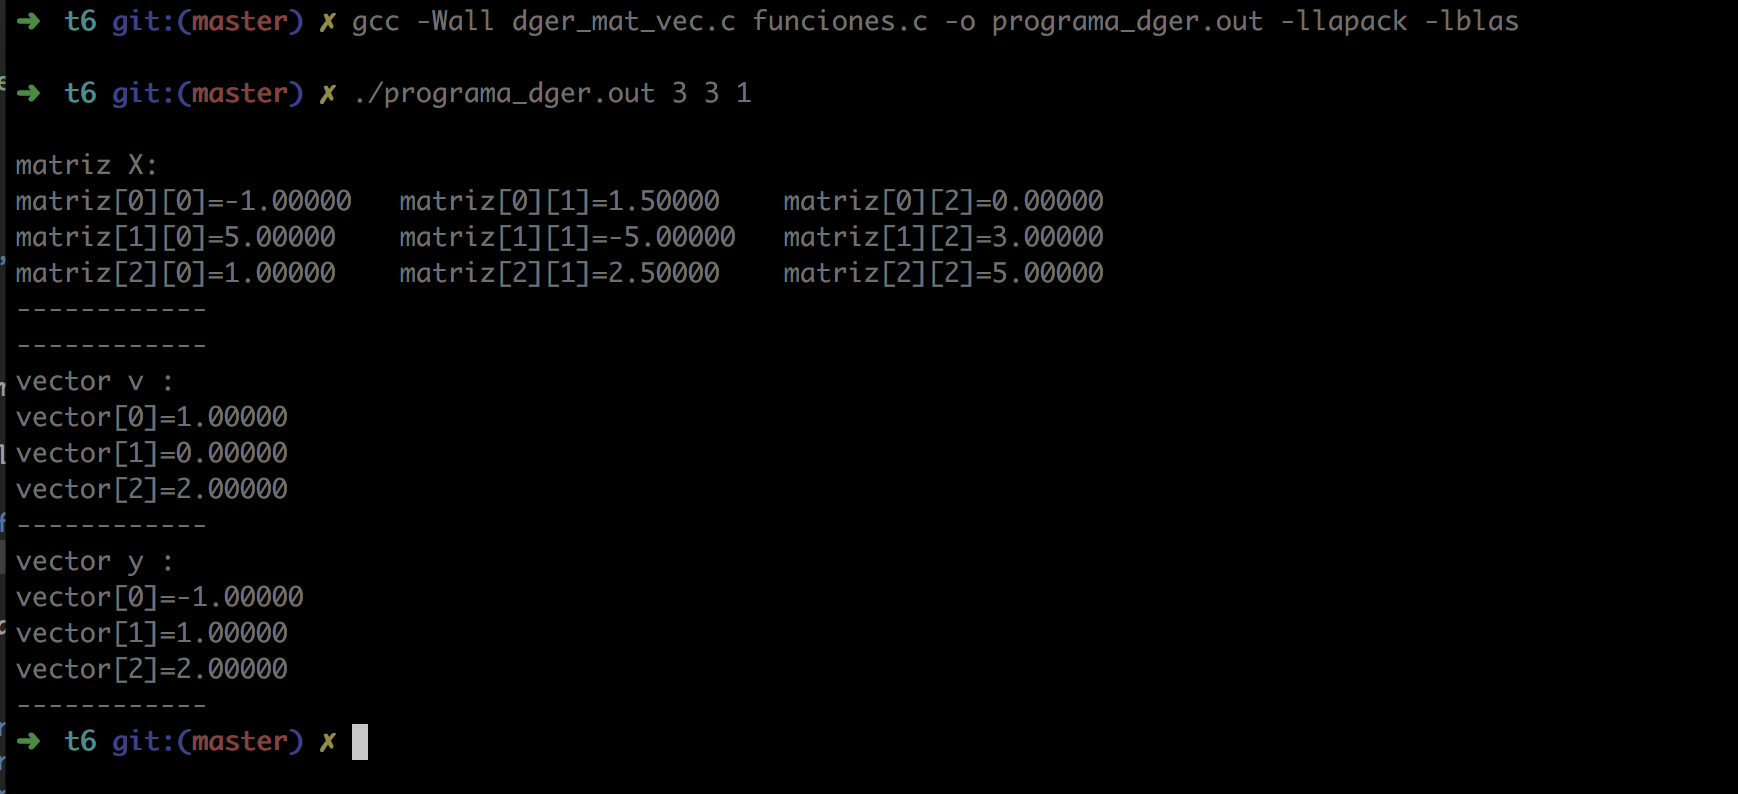 ➜ t6 git:(master) ✗ gcc -Wall dger_mat_vec.c funciones.c -o programa_dger.out -llapack -lblas
➜ t6 git:(master) ✗ ./programa_dger.out 3 3 1
matriz X:
matriz[0][0]=-1.00000 matriz[0][1]=1.50000 matriz[0][2]=0.00000
matriz[1][0]=5.00000 matriz[1][1]=-5.00000 matriz[1][2]=3.00000
matriz[2][0]=1.00000 matriz[2][1]=2.50000 matriz[2][2]=5.00000
------------
------------
vector v :
vector[0]=1.00000
vector[1]=0.00000
vector[2]=2.00000
------------
vector y :
vector[0]=-1.00000
vector[1]=1.00000
vector[2]=2.00000
------------
➜ t6 git:(master) ✗